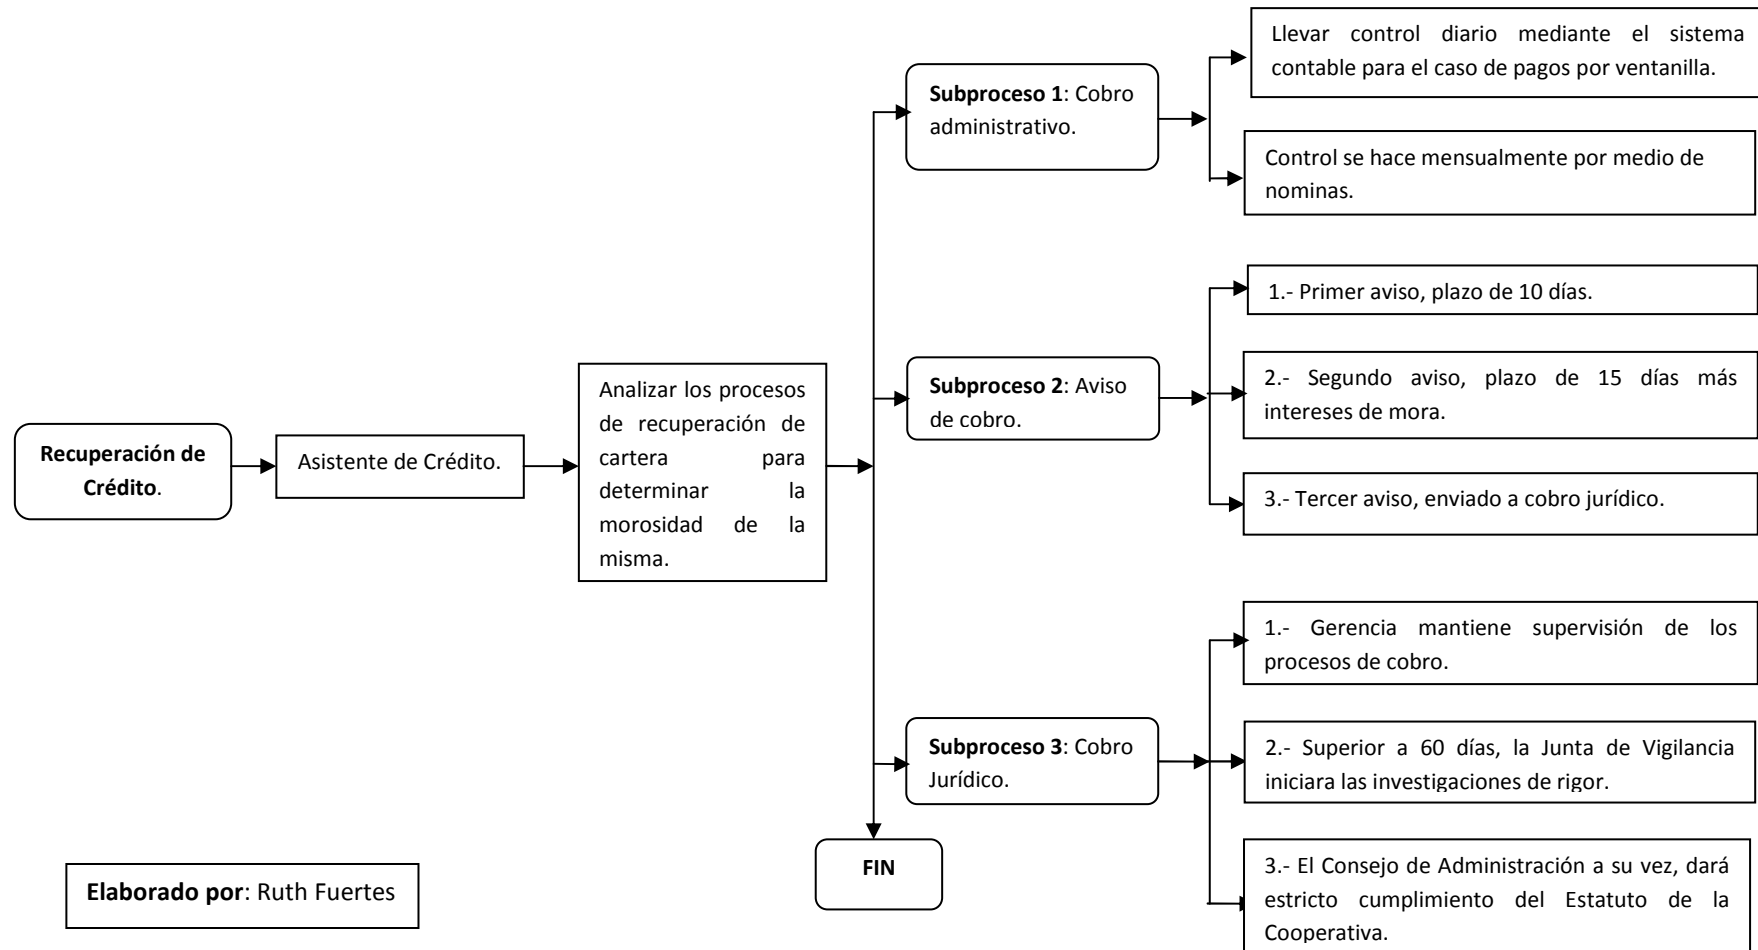 Recuperación de
Crédito.
Asistente de Crédito.
Analizar los procesos
de recuperación de
cartera para
determinar la
morosidad de la
misma.
Subproceso 1: Cobro
administrativo.
Llevar control diario mediante el sistema
contable para el caso de pagos por ventanilla.
Control se hace mensualmente por medio de
nominas.
Subproceso 2: Aviso
de cobro.
1.- Primer aviso, plazo de 10 días.
2.- Segundo aviso, plazo de 15 días más
intereses de mora.
3.- Tercer aviso, enviado a cobro jurídico.
Subproceso 3: Cobro
Jurídico.
1.- Gerencia mantiene supervisión de los
procesos de cobro.
2.- Superior a 60 días, la Junta de Vigilancia
iniciara las investigaciones de rigor.
3.- El Consejo de Administración a su vez, dará
estricto cumplimiento del Estatuto de la
Cooperativa.
FIN
Elaborado por: Ruth Fuertes